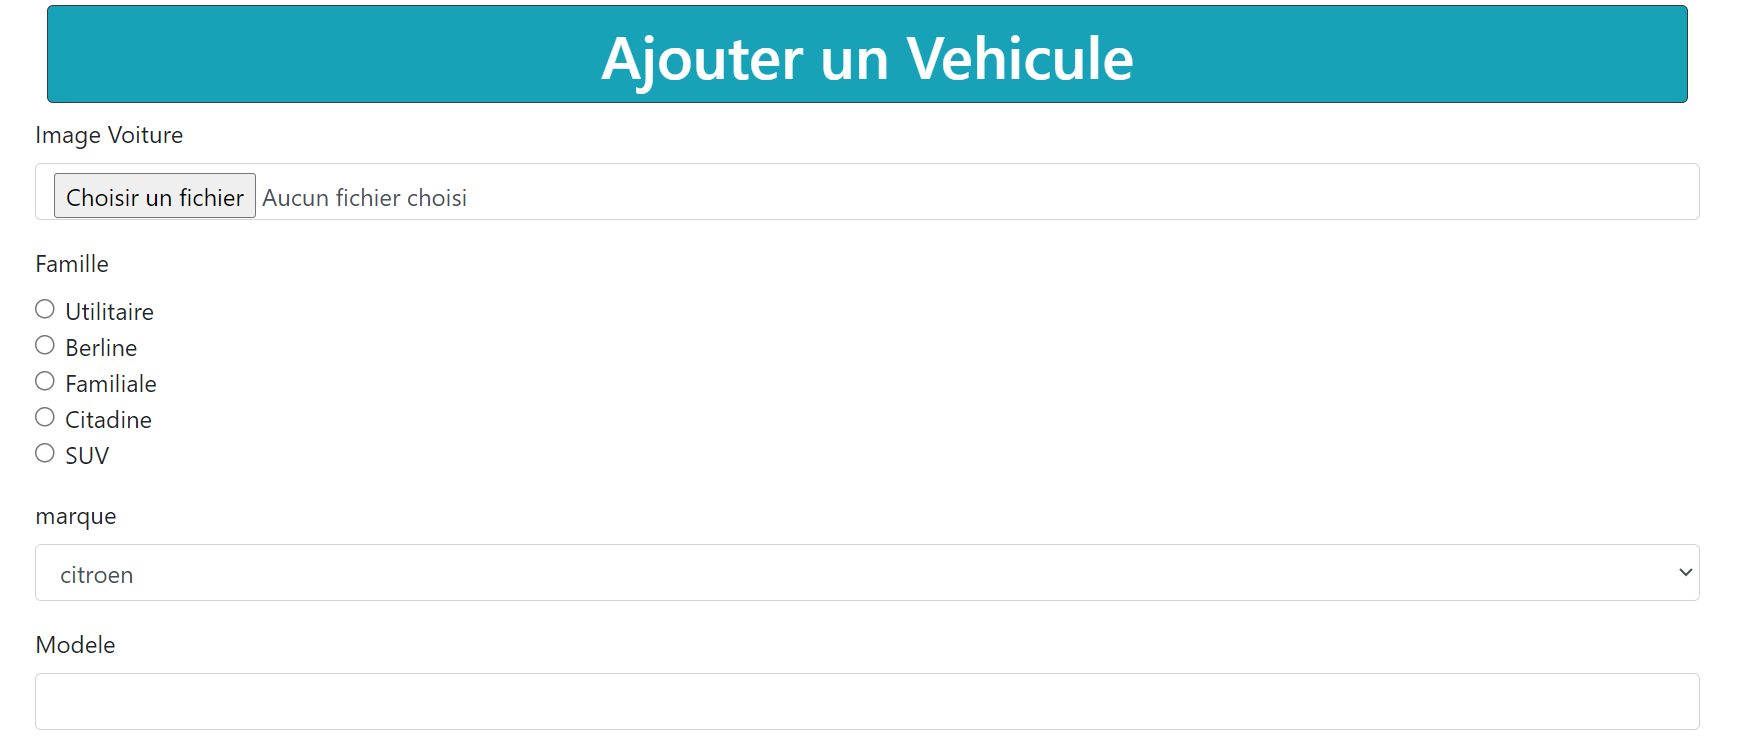 Ajouter un Vehicule
Image Voiture
Choisir un fichier Aucun fichier choisi
Famille
Utilitaire
Berline
Familiale
Citadine
SUV
marque
citroen
Modele